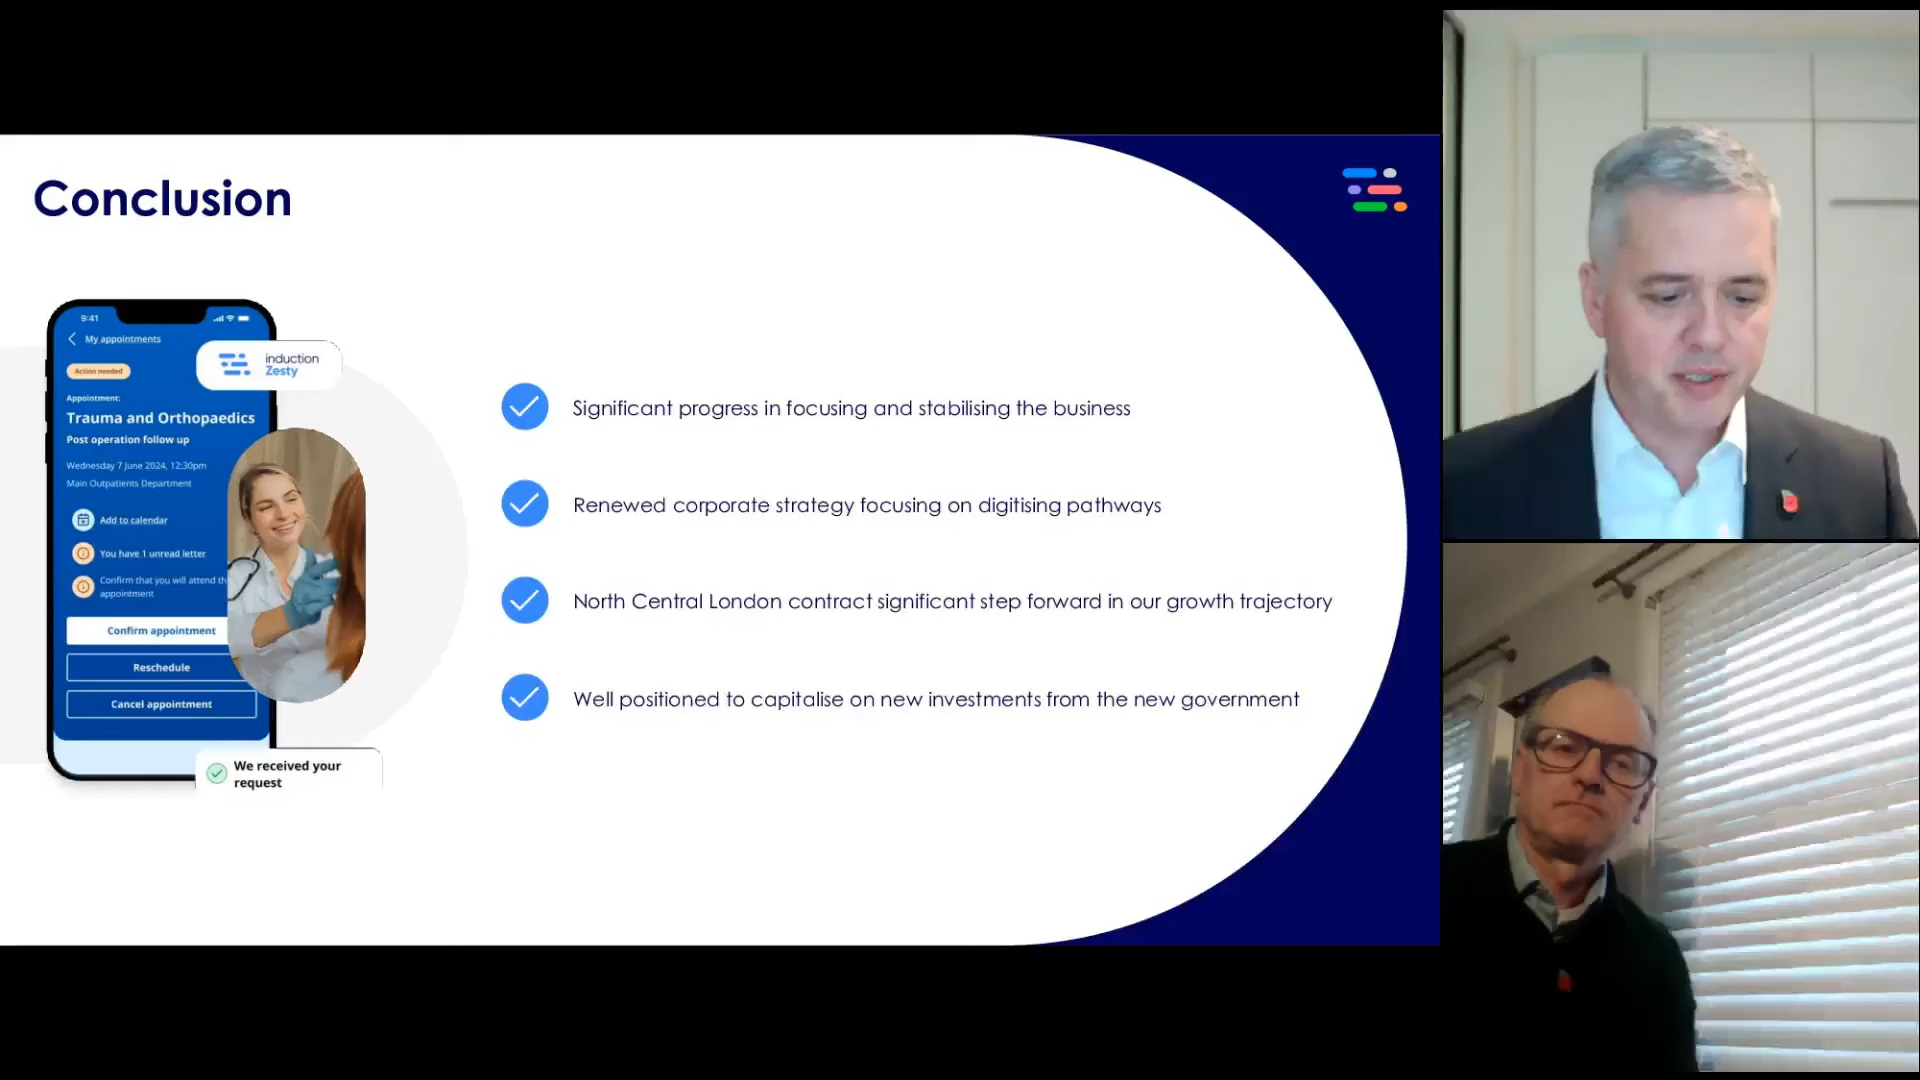 Conclusion
9:41
My appointments
induction
Zesty
Action needed
Appointment:
Trauma and Orthopaedics
Post operation follow up
Wednesday 7 June 2024, 12:30pm
Main Outpatients Department
Add to calendar
You have 1 unread letter
Confirm that you will attend th
appointment
Confirm appointment
Reschedule
Cancel appointment
We received your
request
Significant progress in focusing and stabilising the business
Renewed corporate strategy focusing on digitising pathways
North Central London contract significant step forward in our growth trajectory
Well positioned to capitalise on new investments from the new government